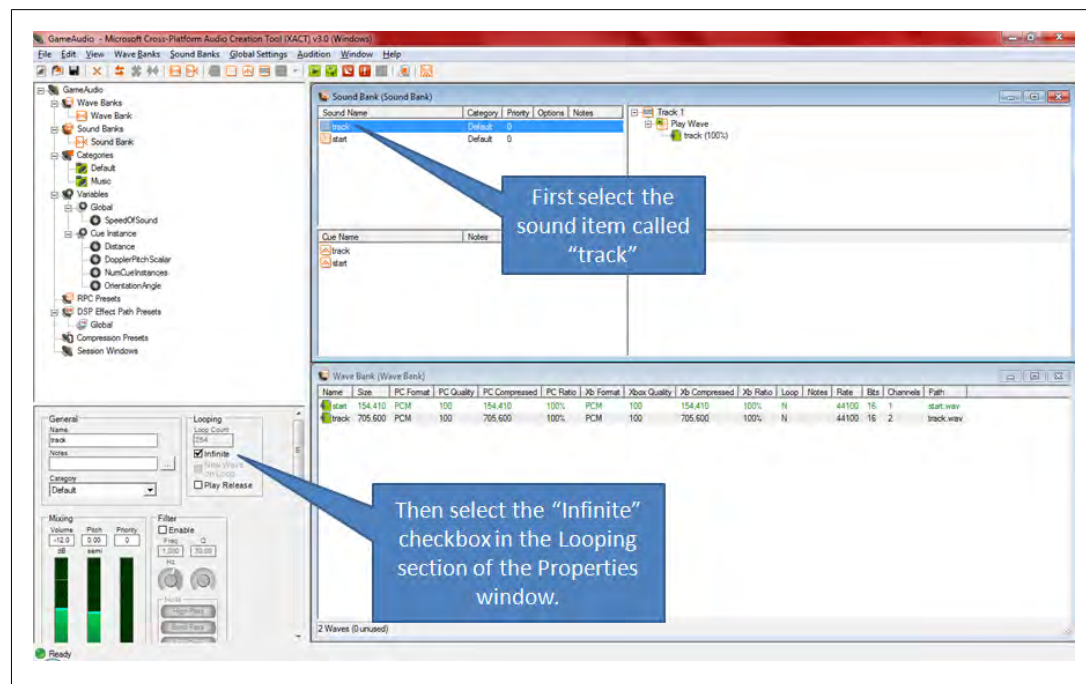 GameAudio - Microsoft Cross-Platform Audio Creation Tool (XACT) v3.0 (Windows)
File Edit View Wave Banks Sound Banks Global Settings Audition Window Help
GameAudio
Wave Banks
Wave Bank
Sound Banks
Sound Bank
Categories
Default
Music
Variables
Global
SpeedOfSound
Cue Instance
Distance
DopplerPitchScalar
NumCueInstances
OrientationAngle
RPC Presets
DSP Effect Path Presets
Global
Compression Presets
Session Windows
Sound Bank (Sound Bank)
Sound Name Category Priority Options Notes
track Default 0
start Default 0
Track 1
Play Wave
track (100%)
First select the
sound item called
“track”
Cue Name Notes
track
start
Wave Bank (Wave Bank)
Name Size PC Format PC Quality PC Compressed PC Ratio Xb Format Xbox Quality Xb Compressed Xb Ratio Loop Notes Rate Bits Channels Path
start 154,410 PCM 100 154,410 100% PCM 100 154,410 100% N 44100 16 1 start.wav
track 705,600 PCM 100 705,600 100% PCM 100 705,600 100% N 44100 16 2 track.wav
General
Name
track
Notes
...
Category
Default
Looping
Loop Count
254
Infinite
New Wave
on Loop
Play Release
Then select the “Infinite”
checkbox in the Looping
section of the Properties
window.
Mixing
Volume Pitch Priority
-12.0 0.00 0
dB semi
Filter
Enable
Freq Q
1,000
Hz
High Pass
Band Pass
2 Waves (0 unused)
Ready